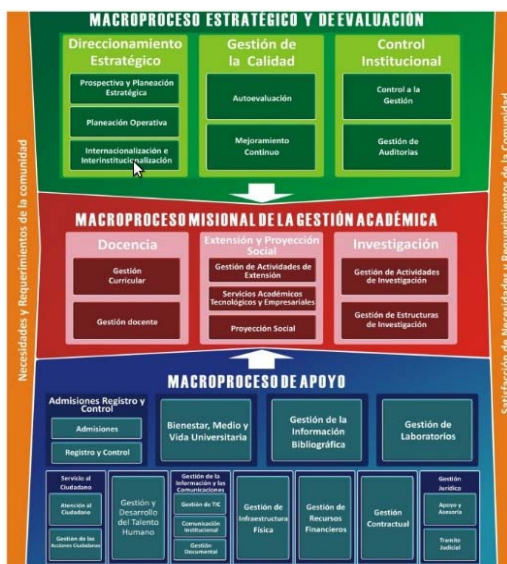 MACROPROCESO ESTRATÉGICO Y DE EVALUACIÓN
Direccionamiento
Estratégico
Prospectiva y Planeación
Estratégica
Planeación Operativa
Internacionalización e
Interinstitucionalización
Gestión de
la Calidad
Autoevaluación
Mejoramiento
Continuo
Control
Institucional
Control a la
Gestión
Gestión de
Auditorias
Necesidades y Requerimientos de la comunidad
MACROPROCESO MISIONAL DE LA GESTIÓN ACADÉMICA
Docencia
Gestión
Curricular
Gestión docente
Extensión y Proyección
Social
Gestión de Actividades de
Extensión
Servicios Académicos
Tecnológicos y Empresariales
Proyección Social
Investigación
Gestión de Actividades
de Investigación
Gestión de Estructuras
de Investigación
Satisfacción de Necesidades y Requerimientos de la Comunidad
MACROPROCESO DE APOYO
Admisiones Registro y
Control
Admisiones
Registro y Control
Bienestar, Medio y
Vida Universitaria
Gestión de la
Información
Bibliográfica
Gestión de
Laboratorios
Servicio al
Ciudadano
Atención al
Ciudadano
Gestión de las
Acciones Ciudadanas
Gestión y
Desarrollo
del Talento
Humano
Gestión de la
Información y las
Comunicaciones
Gestión de TIC
Comunicación
Institucional
Gestión
Documental
Gestión de
Infraestructura
Física
Gestión de
Recursos
Financieros
Gestión
Contractual
Gestión
Jurídica
Apoyo y
Asesoría
Tramite
Judicial